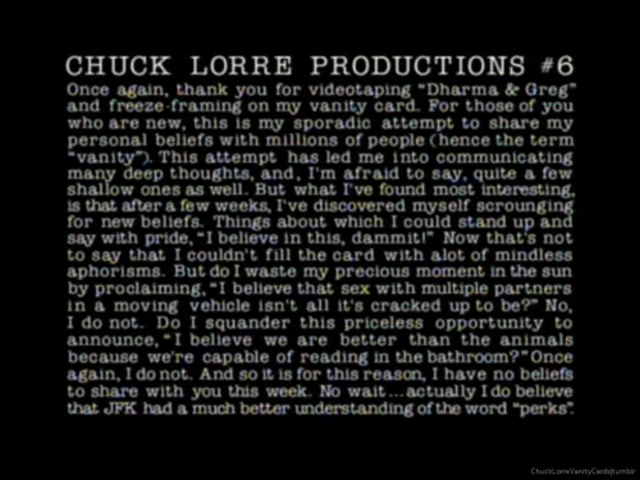 CHUCK LORRE PRODUCTIONS #6
Once again, thank you for videotaping "Dharma & Greg"
and freeze-framing on my vanity card. For those of you
who are new, this is my sporadic attempt to share my
personal beliefs with millions of people (hence the term
"vanity"). This attempt has led me into communicating
many deep thoughts, and, I'm afraid to say, quite a few
shallow ones as well. But what I've found most interesting,
is that after a few weeks, I've discovered myself scrounging
for new beliefs. Things about which I could stand up and
say with pride, "I believe in this, dammit!" Now that's not
to say that I couldn't fill the card with alot of mindless
aphorisms. But do I waste my precious moment in the sun
by proclaiming, "I believe that sex with multiple partners
in a moving vehicle isn't all it's cracked up to be?" No,
I do not. Do I squander this priceless opportunity to
announce, "I believe we are better than the animals
because we're capable of reading in the bathroom?" Once
again, I do not. And so it is for this reason, I have no beliefs
to share with you this week. No wait...actually I do believe
that JFK had a much better understanding of the word "perks".
ChuckLorreVanityCards|tumblr